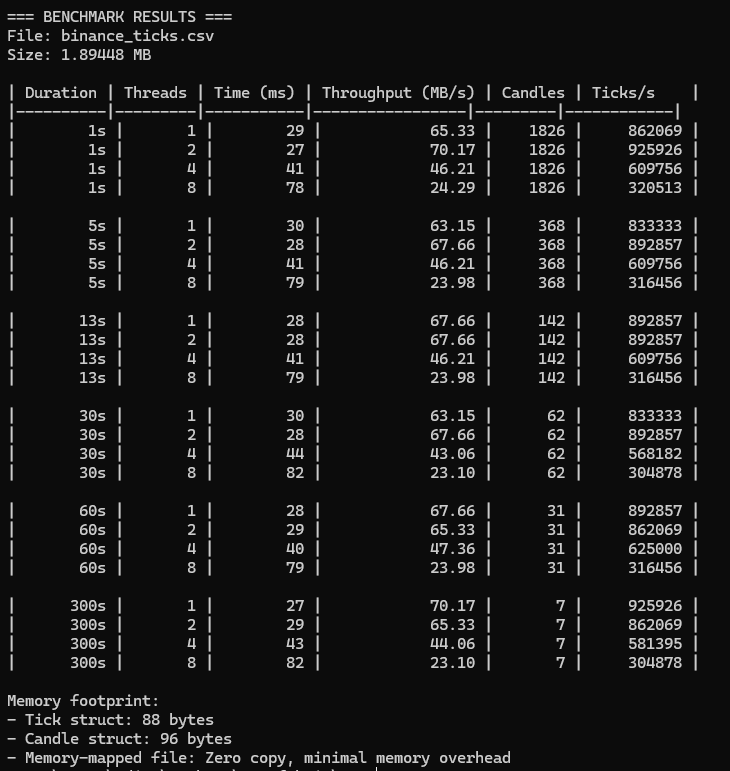 === BENCHMARK RESULTS ===
File: binance_ticks.csv
Size: 1.89448 MB
| Duration | Threads | Time (ms) | Throughput (MB/s) | Candles | Ticks/s    |
|----------|---------|-----------|-----------------|---------|------------|
|       1s |       1 |        29 |            65.33 |    1826 |     862069 |
|       1s |       2 |        27 |            70.17 |    1826 |     925926 |
|       1s |       4 |        41 |            46.21 |    1826 |     609756 |
|       1s |       8 |        78 |            24.29 |    1826 |     320513 |
|       5s |       1 |        30 |            63.15 |     368 |     833333 |
|       5s |       2 |        28 |            67.66 |     368 |     892857 |
|       5s |       4 |        41 |            46.21 |     368 |     609756 |
|       5s |       8 |        79 |            23.98 |     368 |     316456 |
|      13s |       1 |        28 |            67.66 |     142 |     892857 |
|      13s |       2 |        28 |            67.66 |     142 |     892857 |
|      13s |       4 |        41 |            46.21 |     142 |     609756 |
|      13s |       8 |        79 |            23.98 |     142 |     316456 |
|      30s |       1 |        30 |            63.15 |      62 |     833333 |
|      30s |       2 |        28 |            67.66 |      62 |     892857 |
|      30s |       4 |        44 |            43.06 |      62 |     568182 |
|      30s |       8 |        82 |            23.10 |      62 |     304878 |
|      60s |       1 |        28 |            67.66 |      31 |     892857 |
|      60s |       2 |        29 |            65.33 |      31 |     862069 |
|      60s |       4 |        40 |            47.36 |      31 |     625000 |
|      60s |       8 |        79 |            23.98 |      31 |     316456 |
|     300s |       1 |        27 |            70.17 |       7 |     925926 |
|     300s |       2 |        29 |            65.33 |       7 |     862069 |
|     300s |       4 |        43 |            44.06 |       7 |     581395 |
|     300s |       8 |        82 |            23.10 |       7 |     304878 |
Memory footprint:
- Tick struct: 88 bytes
- Candle struct: 96 bytes
- Memory-mapped file: Zero copy, minimal memory overhead